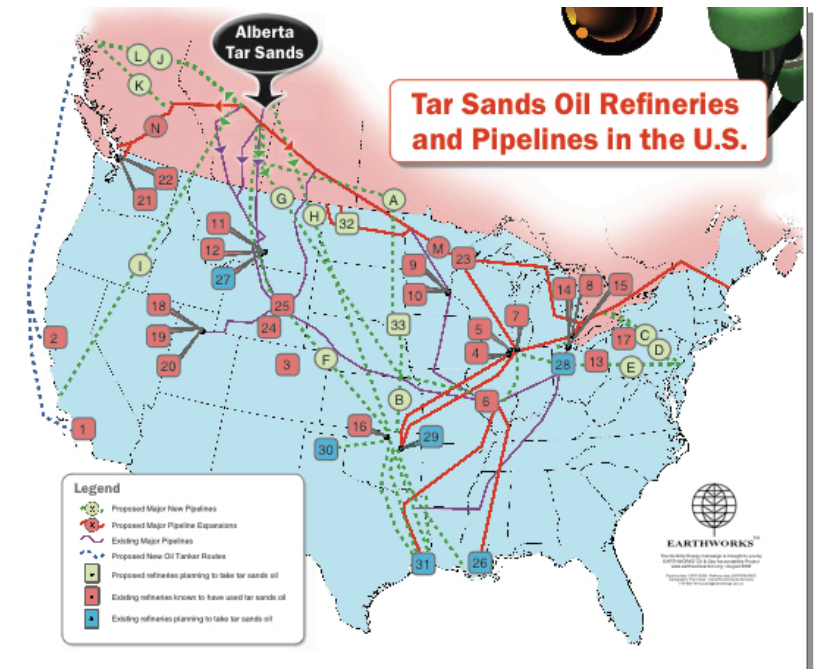 Alberta
Tar Sands
Tar Sands Oil Refineries
and Pipelines in the U.S.
L
J
K
N
22
21
G
A
H
32
11
12
27
M
23
9
10
I
14
8
15
18
25
19
24
20
2
33
7
5
4
17
C
D
28
13
E
3
F
B
6
1
16
29
30
31
26
Legend
Proposed Major New Pipelines
Proposed Major Pipeline Expansions
Existing Major Pipelines
Proposed New Oil Tanker Routes
Proposed refineries planning to take tar sands oil
Existing refineries known to have used tar sands oil
Existing refineries planning to take tar sands oil
EARTHWORKS™